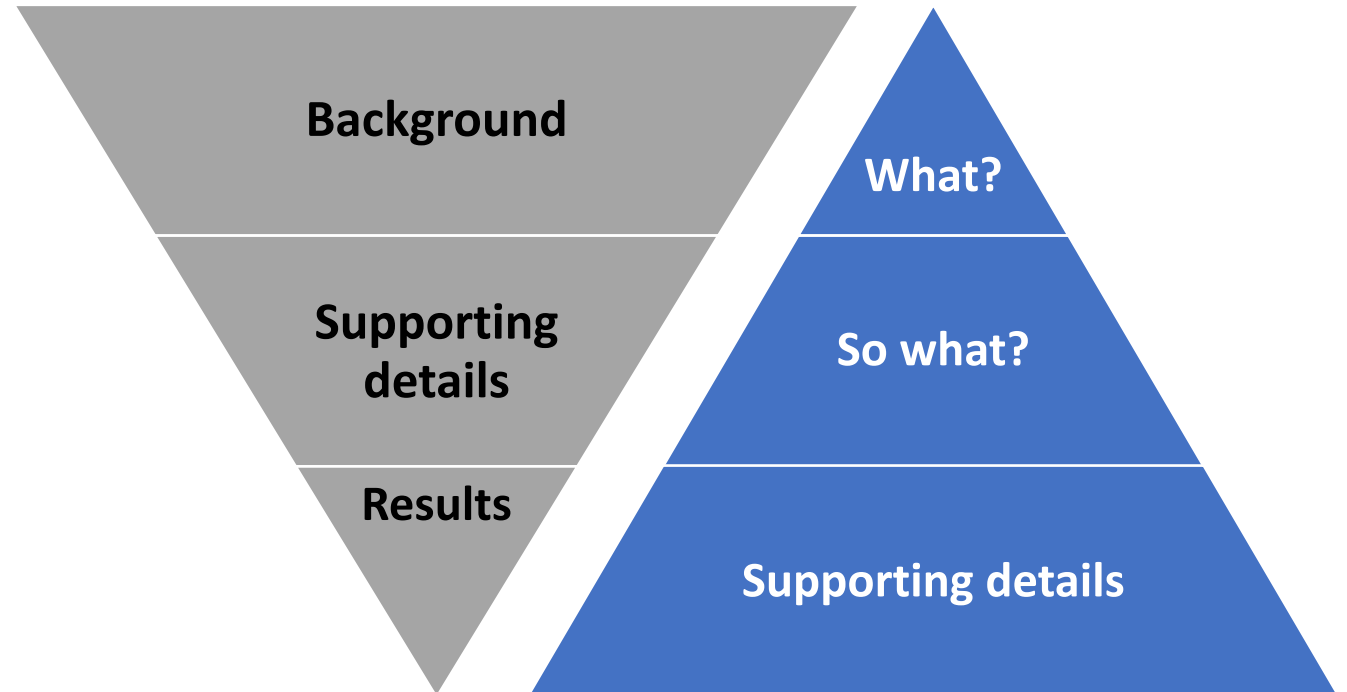 Background
Supporting
details
Results
What?
So what?
Supporting details